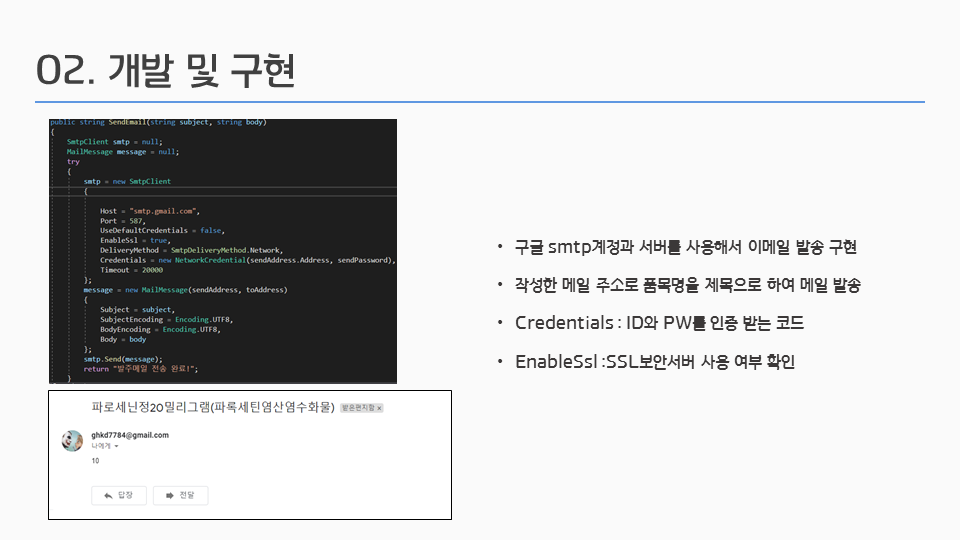 02. 개발 및 구현
public string SendEmail(string subject, string body)
{
SmtpClient smtp = null;
MailMessage message = null;
try
{
smtp = new SmtpClient
{
Host = "smtp.gmail.com",
Port = 587,
UseDefaultCredentials = false,
EnableSsl = true,
DeliveryMethod = SmtpDeliveryMethod.Network,
Credentials = new NetworkCredential(sendAddress.Address, sendPassword),
Timeout = 20000
};
message = new MailMessage(sendAddress, toAddress)
{
Subject = subject,
SubjectEncoding = Encoding.UTF8,
BodyEncoding = Encoding.UTF8,
Body = body
};
smtp.Send(message);
return "발주메일 전송 완료!";
}
파로세닌정20밀리그램(파록세틴염산염수화물) 받은편지함 ×
ghkd7784@gmail.com
나에게
10
답장 전달
• 구글 smtp계정과 서버를 사용해서 이메일 발송 구현
• 작성한 메일 주소로 품목명을 제목으로 하여 메일 발송
• Credentials : ID와 PW를 인증 받는 코드
• EnableSsl :SSL보안서버 사용 여부 확인